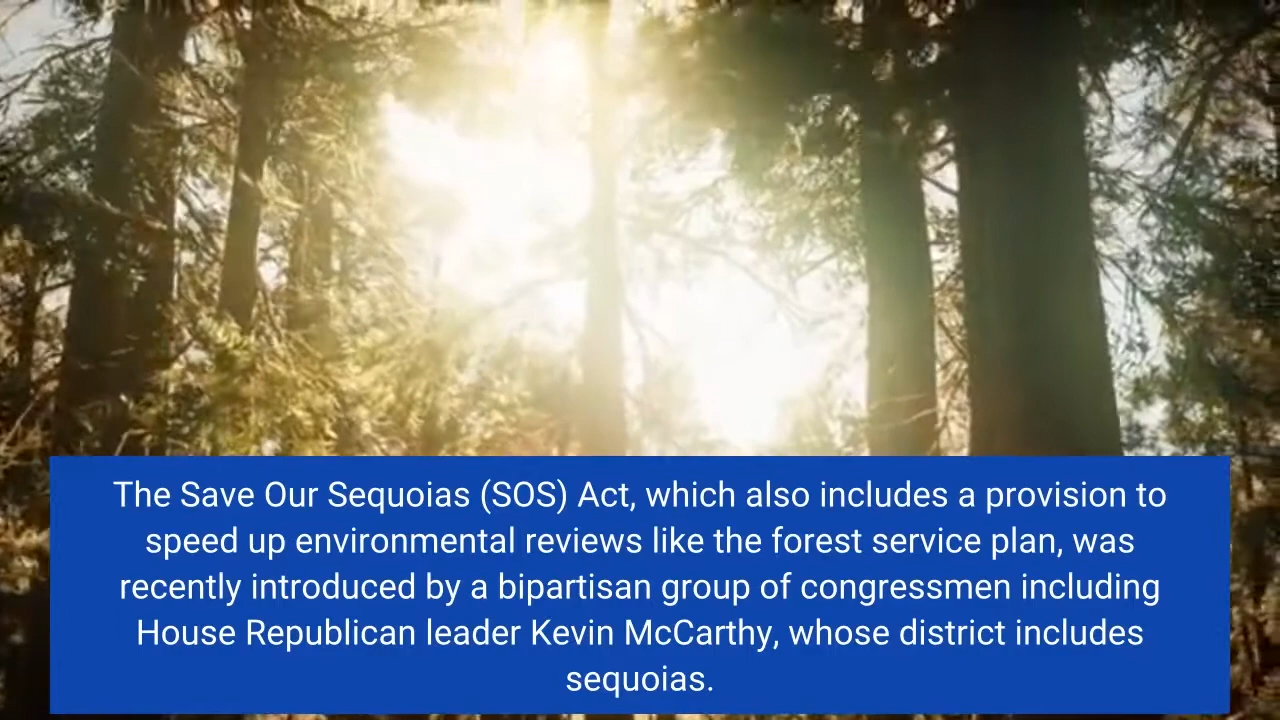 The Save Our Sequoias (SOS) Act, which also includes a provision to
speed up environmental reviews like the forest service plan, was
recently introduced by a bipartisan group of congressmen including
House Republican leader Kevin McCarthy, whose district includes
sequoias.